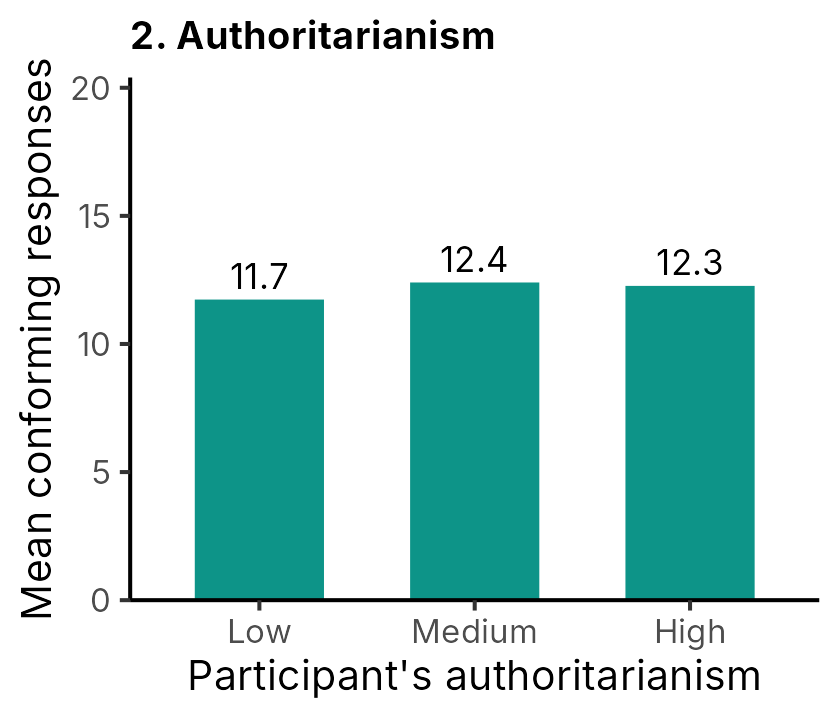 2. Authoritarianism
Mean conforming responses
20
15
10
5
0
11.7
12.4
12.3
Low
Medium
High
Participant's authoritarianism